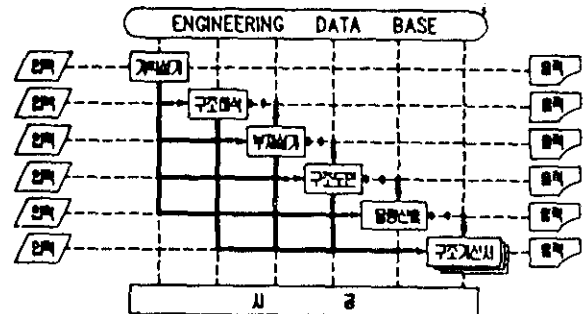 ENGINEERING DATA BASE
입력 출력
입력 구조해석 출력
입력 부재설계 출력
입력 구조도면 출력
입력 물량산출 출력
입력 구조계산서 출력